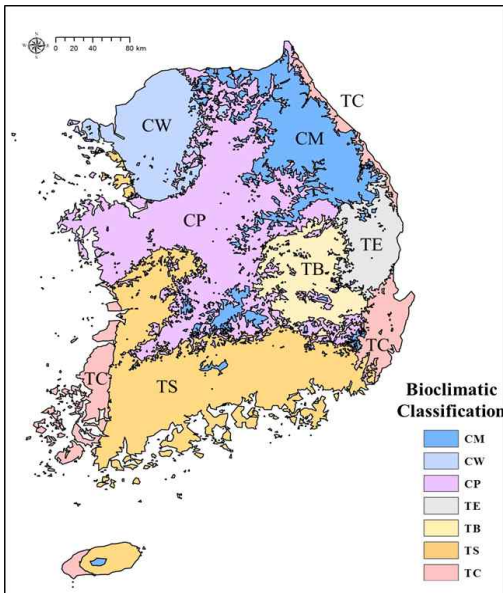 0 20 40 80 km
TC
CW
CM
CP
TE
TB
TC
TC
TS
Bioclimatic
Classification
CM
CW
CP
TE
TB
TS
TC